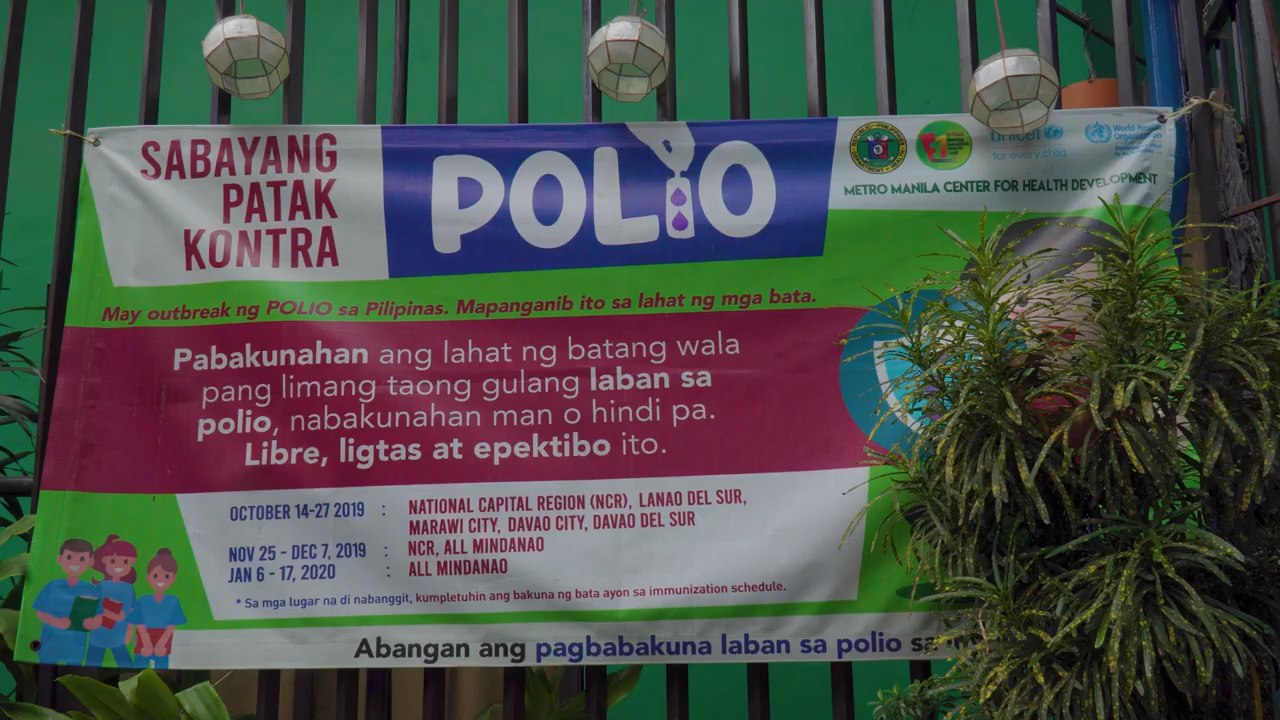 SABAYANG
PATAK
KONTRA
POLIO
unicef
for every child
World Health
Organization
METRO MANILA CENTER FOR HEALTH DEVELOPMENT
May outbreak ng POLIO sa Pilipinas. Mapanganib ito sa lahat ng mga bata.
Pabakunahan ang lahat ng batang wala
pang limang taong gulang laban sa
polio, nabakunahan man o hindi pa.
Libre, ligtas at epektibo ito.
OCTOBER 14-27 2019 : NATIONAL CAPITAL REGION (NCR), LANAO DEL SUR,
MARAWI CITY, DAVAO CITY, DAVAO DEL SUR
NOV 25 - DEC 7, 2019 : NCR, ALL MINDANAO
JAN 6 - 17, 2020 : ALL MINDANAO
* Sa mga lugar na di nabanggit, kumpletuhin ang bakuna ng bata ayon sa immunization schedule.
Abangan ang pagbabakuna laban sa polio sa